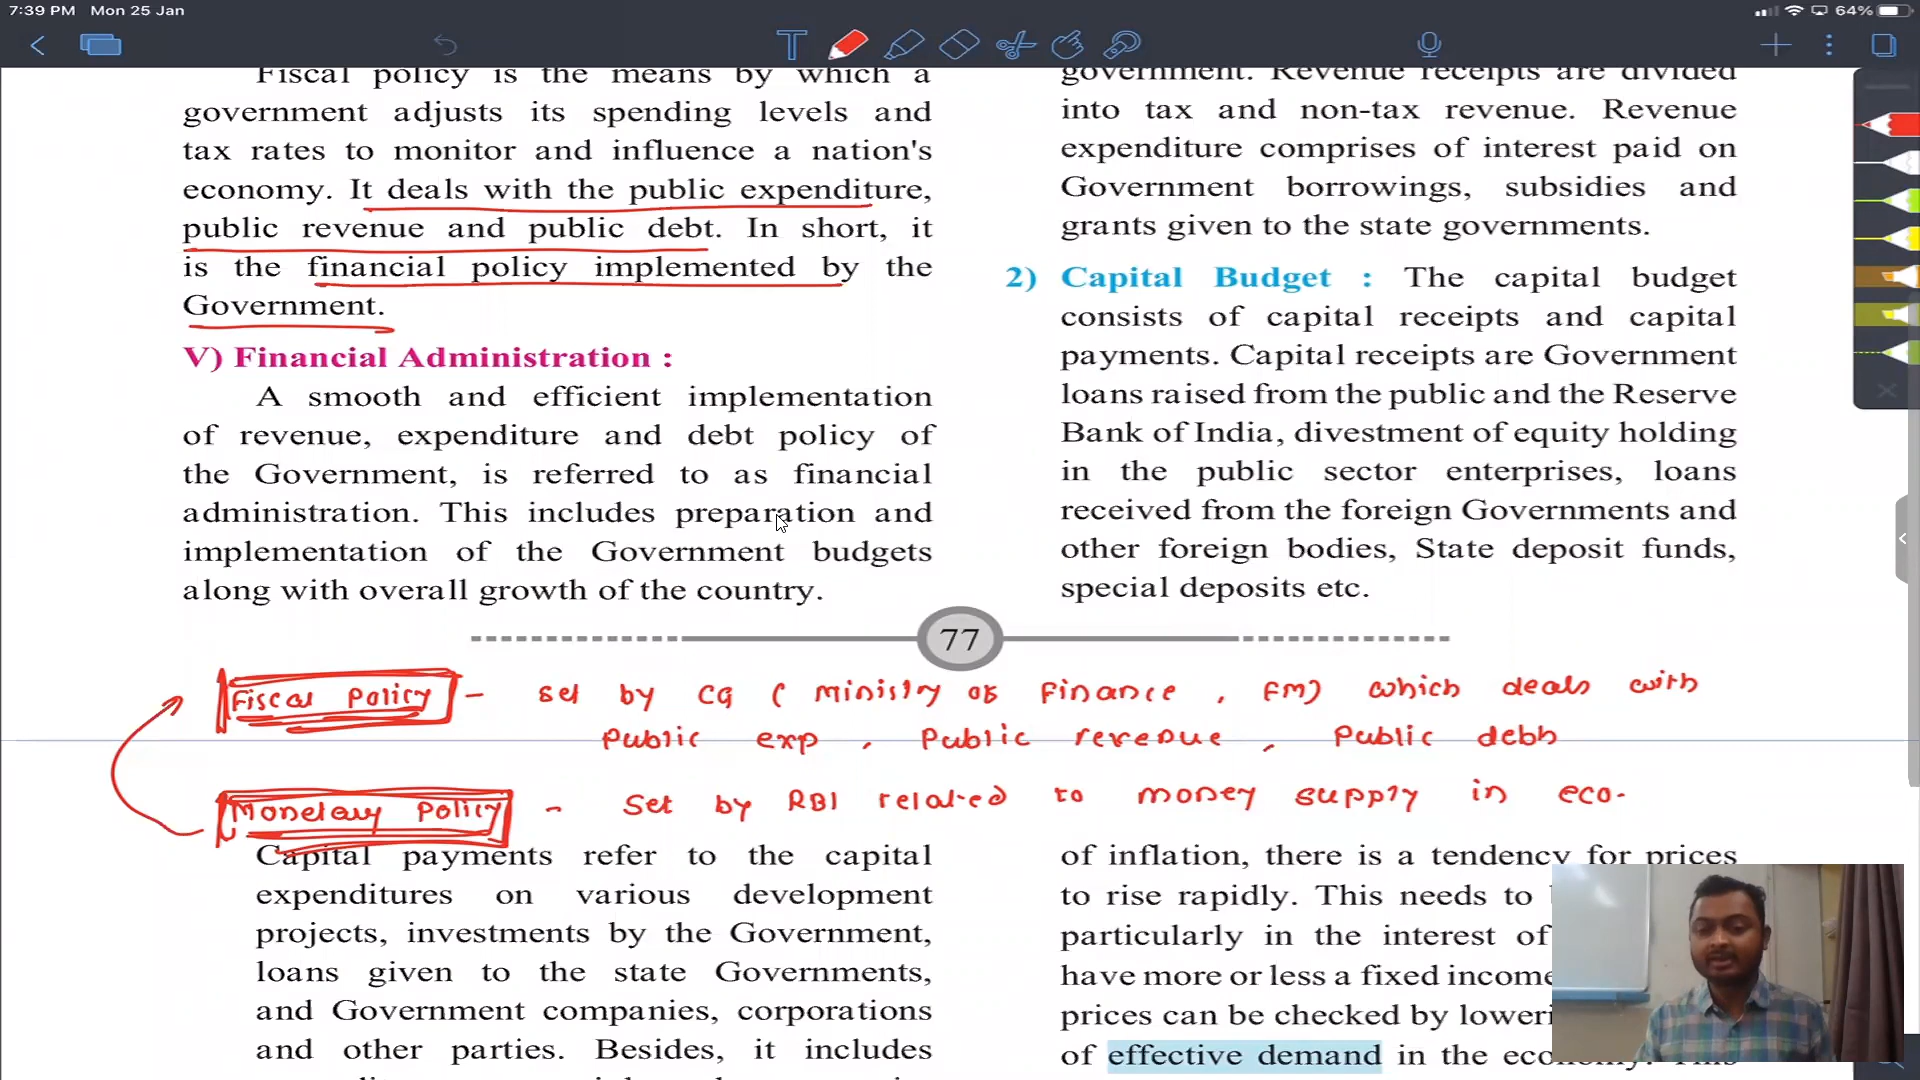 7:39 PM Mon 25 Jan
64%
Fiscal policy is the means by which a
government adjusts its spending levels and
tax rates to monitor and influence a nation's
economy. It deals with the public expenditure,
public revenue and public debt. In short, it
is the financial policy implemented by the
Government.
V) Financial Administration :
A smooth and efficient implementation
of revenue, expenditure and debt policy of
the Government, is referred to as financial
administration. This includes preparation and
implementation of the Government budgets
along with overall growth of the country.
government. Revenue receipts are divided
into tax and non-tax revenue. Revenue
expenditure comprises of interest paid on
Government borrowings, subsidies and
grants given to the state governments.
2) Capital Budget : The capital budget
consists of capital receipts and capital
payments. Capital receipts are Government
loans raised from the public and the Reserve
Bank of India, divestment of equity holding
in the public sector enterprises, loans
received from the foreign Governments and
other foreign bodies, State deposit funds,
special deposits etc.
77
Fiscal Policy - set by CG ( Ministry of Finance , FM) which deals with
Public exp , Public revenue , Public debt
Monetary Policy - Set by RBI related to money supply in eco.
Capital payments refer to the capital
expenditures on various development
projects, investments by the Government,
loans given to the state Governments,
and Government companies, corporations
and other parties. Besides, it includes
of inflation, there is a tendency for prices
to rise rapidly. This needs to
particularly in the interest of
have more or less a fixed income
prices can be checked by
of effective demand in the economy. This